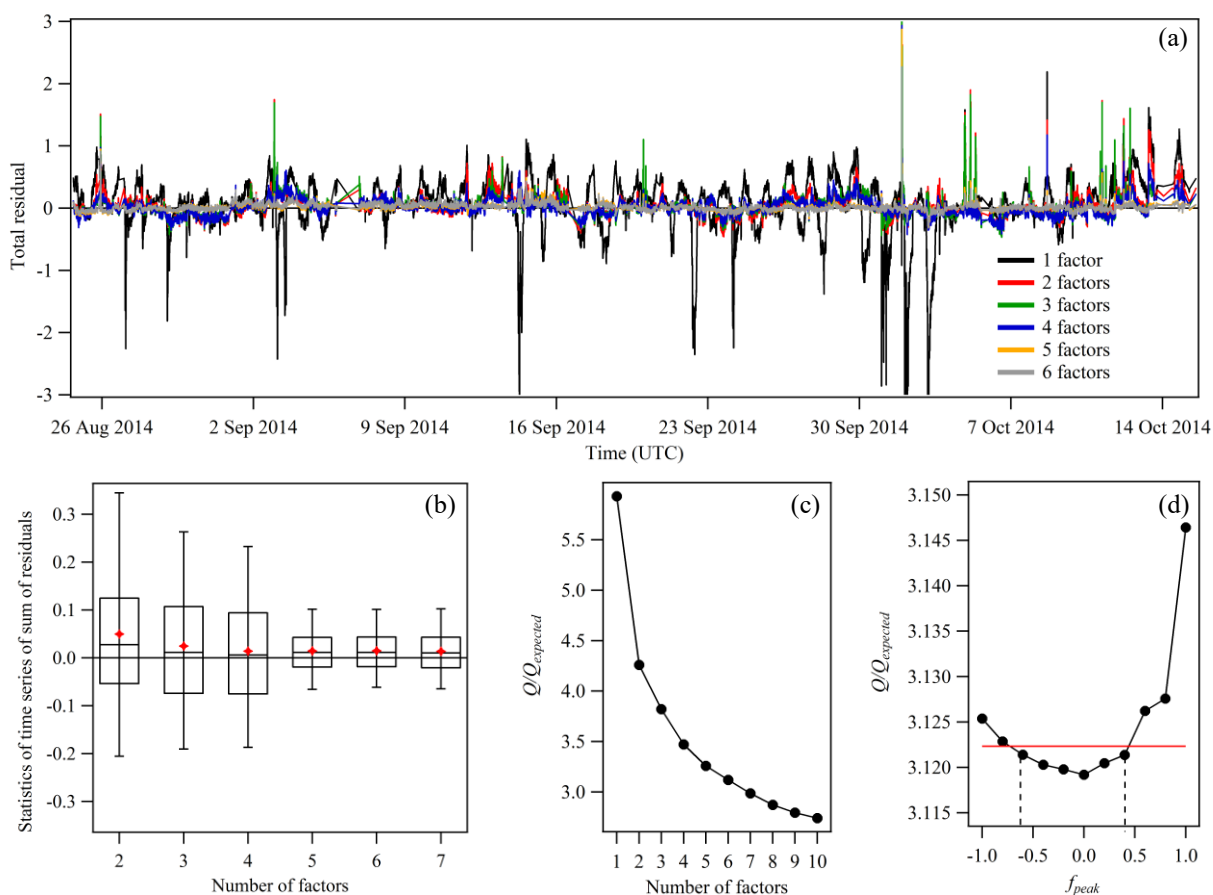 (a)
3
2
1
0
-1
-2
-3
Total residual
1 factor
2 factors
3 factors
4 factors
5 factors
6 factors
26 Aug 2014 2 Sep 2014 9 Sep 2014 16 Sep 2014 23 Sep 2014 30 Sep 2014 7 Oct 2014 14 Oct 2014
Time (UTC)
(b)
0.3
0.2
0.1
0.0
-0.1
-0.2
-0.3
Statistics of time series of sum of residuals
2 3 4 5 6 7
Number of factors
(c)
5.5
5.0
4.5
4.0
3.5
3.0
Q/Qexpected
1 2 3 4 5 6 7 8 9 10
Number of factors
(d)
3.150
3.145
3.140
3.135
3.130
3.125
3.120
3.115
Q/Qexpected
-1.0 -0.5 0.0 0.5 1.0
fpeak